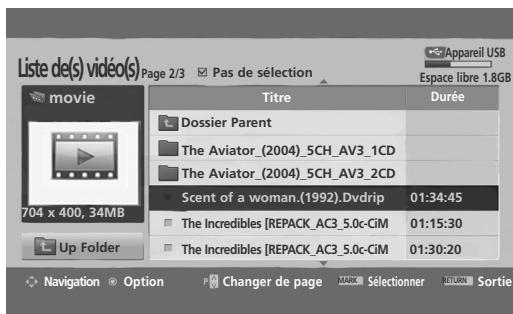 Liste de(s) vidéo(s) Page 2/3 Pas de sélection
Appareil USB
Espace libre 1.8GB
movie
704 x 400, 34MB
Up Folder
Titre Durée
Dossier Parent
The Aviator_(2004)_5CH_AV3_1CD
The Aviator_(2004)_5CH_AV3_2CD
Scent of a woman.(1992).Dvdrip 01:34:45
The Incredibles [REPACK_AC3_5.0c-CiM 01:15:30
The Incredibles [REPACK_AC3_5.0c-CiM 01:30:20
Navigation Option P Changer de page MARK Sélectionner RETURN Sortie